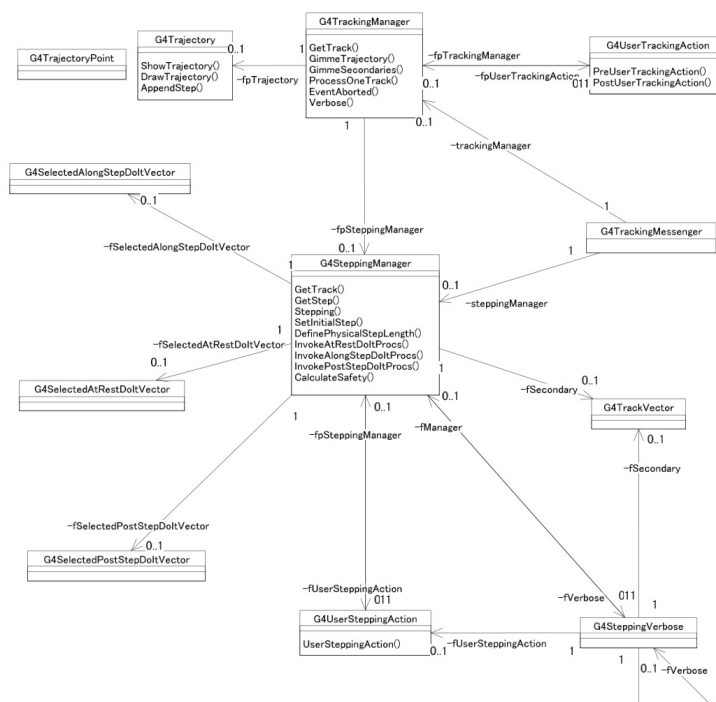 G4TrackingManager
G4Trajectory
0..1
1
GetTrack()
GimmeTrajectory()
GimmeSecondaries()
ProcessOneTrack()
EventAborted()
Verbose()
-fpTrackingManager
G4UserTrackingAction
G4TrajectoryPoint
ShowTrajectory()
DrawTrajectory()
AppendStep()
-fpTrajectory
0..1
-fpUserTrackingAction
011
PreUserTrackingAction()
PostUserTrackingAction()
1
0..1
-trackingManager
G4SelectedAlongStepDoItVector
0..1
1
-fpSteppingManager
G4TrackingMessenger
-fSelectedAlongStepDoItVector
0..1
1
1
G4SteppingManager
0..1
GetTrack()
GetStep()
Stepping()
SetInitialStep()
DefinePhysicalStepLength()
InvokeAtRestDoItProcs()
InvokeAlongStepDoItProcs()
InvokePostStepDoItProcs()
CalculateSafety()
-steppingManager
1
-fSelectedAtRestDoItVector
0..1
1
0..1
-fSecondary
G4SelectedAtRestDoItVector
0..1
0..1
G4TrackVector
1
-fManager
-fpSteppingManager
0..1
-fSecondary
-fSelectedPostStepDoItVector
0..1
G4SelectedPostStepDoItVector
-fUserSteppingAction
011
-fVerbose
011
1
G4UserSteppingAction
G4SteppingVerbose
UserSteppingAction()
0..1
-fUserSteppingAction
1
1
0..1
-fVerbose